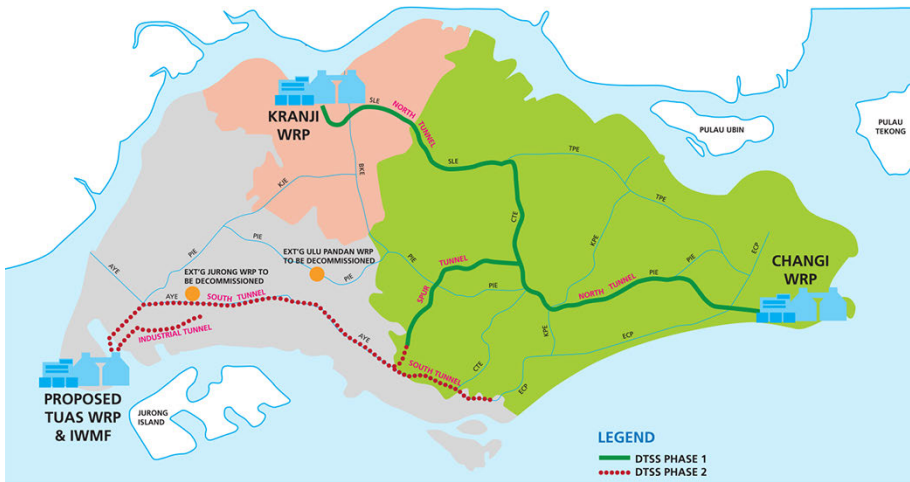 KRANJI
WRP
SLE
NORTH
TUNNEL
SLE
TPE
PULAU UBIN
PULAU
TEKONG
BKE
KJE
CTE
TPE
KPE
ECP
PIE
PIE
PIE
AYE
EXT'G ULU PANDAN WRP
TO BE DECOMMISSIONED
EXT'G JURONG WRP TO
BE DECOMMISSIONED
PIE
SPUR
TUNNEL
PIE
NORTH TUNNEL
PIE
CHANGI
WRP
AYE
SOUTH TUNNEL
INDUSTRIAL TUNNEL
AYE
SOUTH TUNNEL
CTE
KPE
ECP
ECP
PROPOSED
TUAS WRP
& IWMF
JURONG
ISLAND
LEGEND
DTSS PHASE 1
DTSS PHASE 2